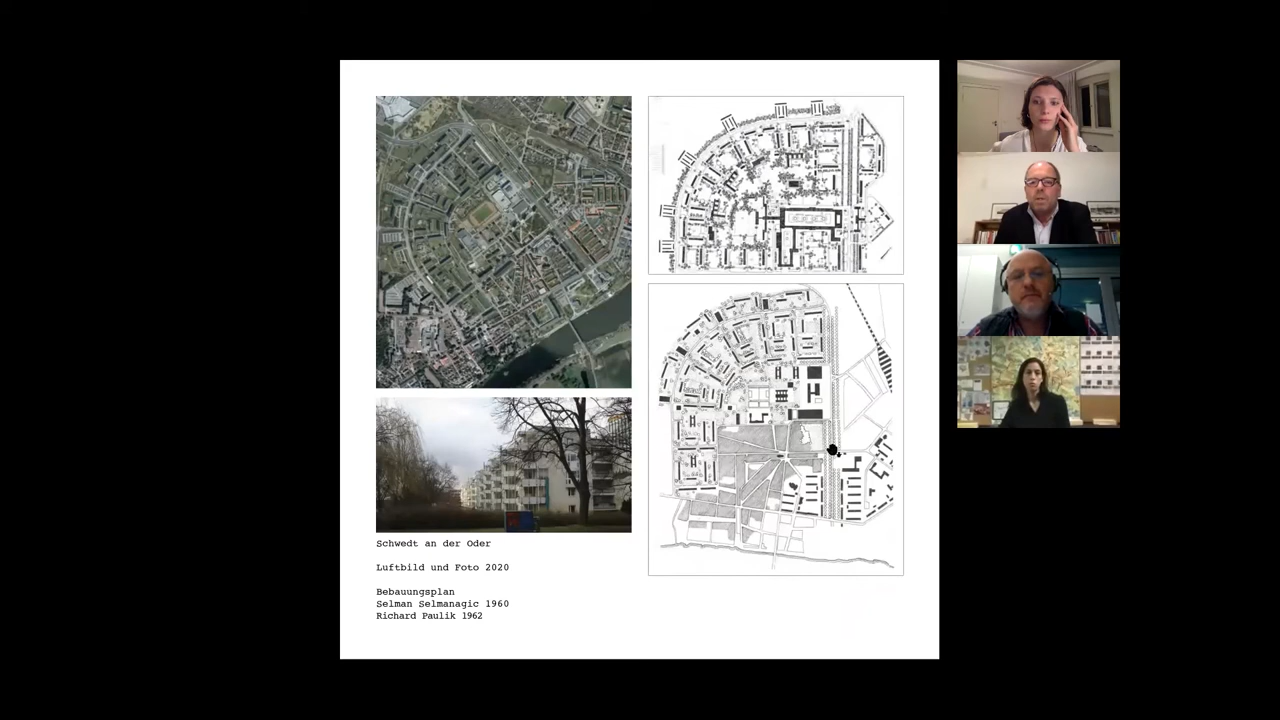 Schwedt an der Oder
Luftbild und Foto 2020
Bebauungsplan
Selman Selmanagic 1960
Richard Paulik 1962